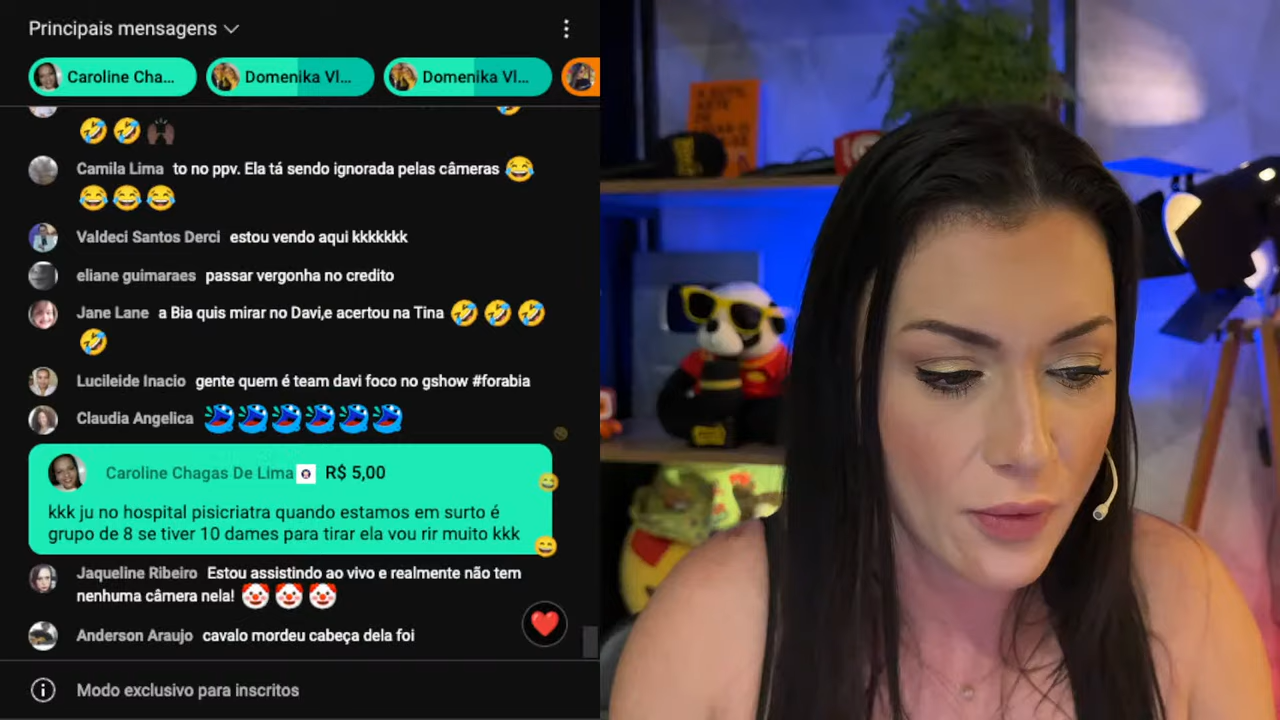 Principais mensagens
Caroline Cha...
Domenika Vl...
Domenika Vl...
Camila Lima to no ppv. Ela tá sendo ignorada pelas câmeras 😂
😂😂😂
Valdeci Santos Derci estou vendo aqui kkkkkkk
eliane guimaraes passar vergonha no credito
Jane Lane a Bia quis mirar no Davi,e acertou na Tina 🤣🤣🤣
🤣
Lucileide Inacio gente quem é team davi foco no gshow #forabia
Claudia Angelica
Caroline Chagas De Lima R$ 5,00
kkk ju no hospital pisicriatra quando estamos em surto é
grupo de 8 se tiver 10 dames para tirar ela vou rir muito kkk
Jaqueline Ribeiro Estou assistindo ao vivo e realmente não tem
nenhuma câmera nela! 🤡🤡🤡
Anderson Araujo cavalo mordeu cabeça dela foi
Modo exclusivo para inscritos